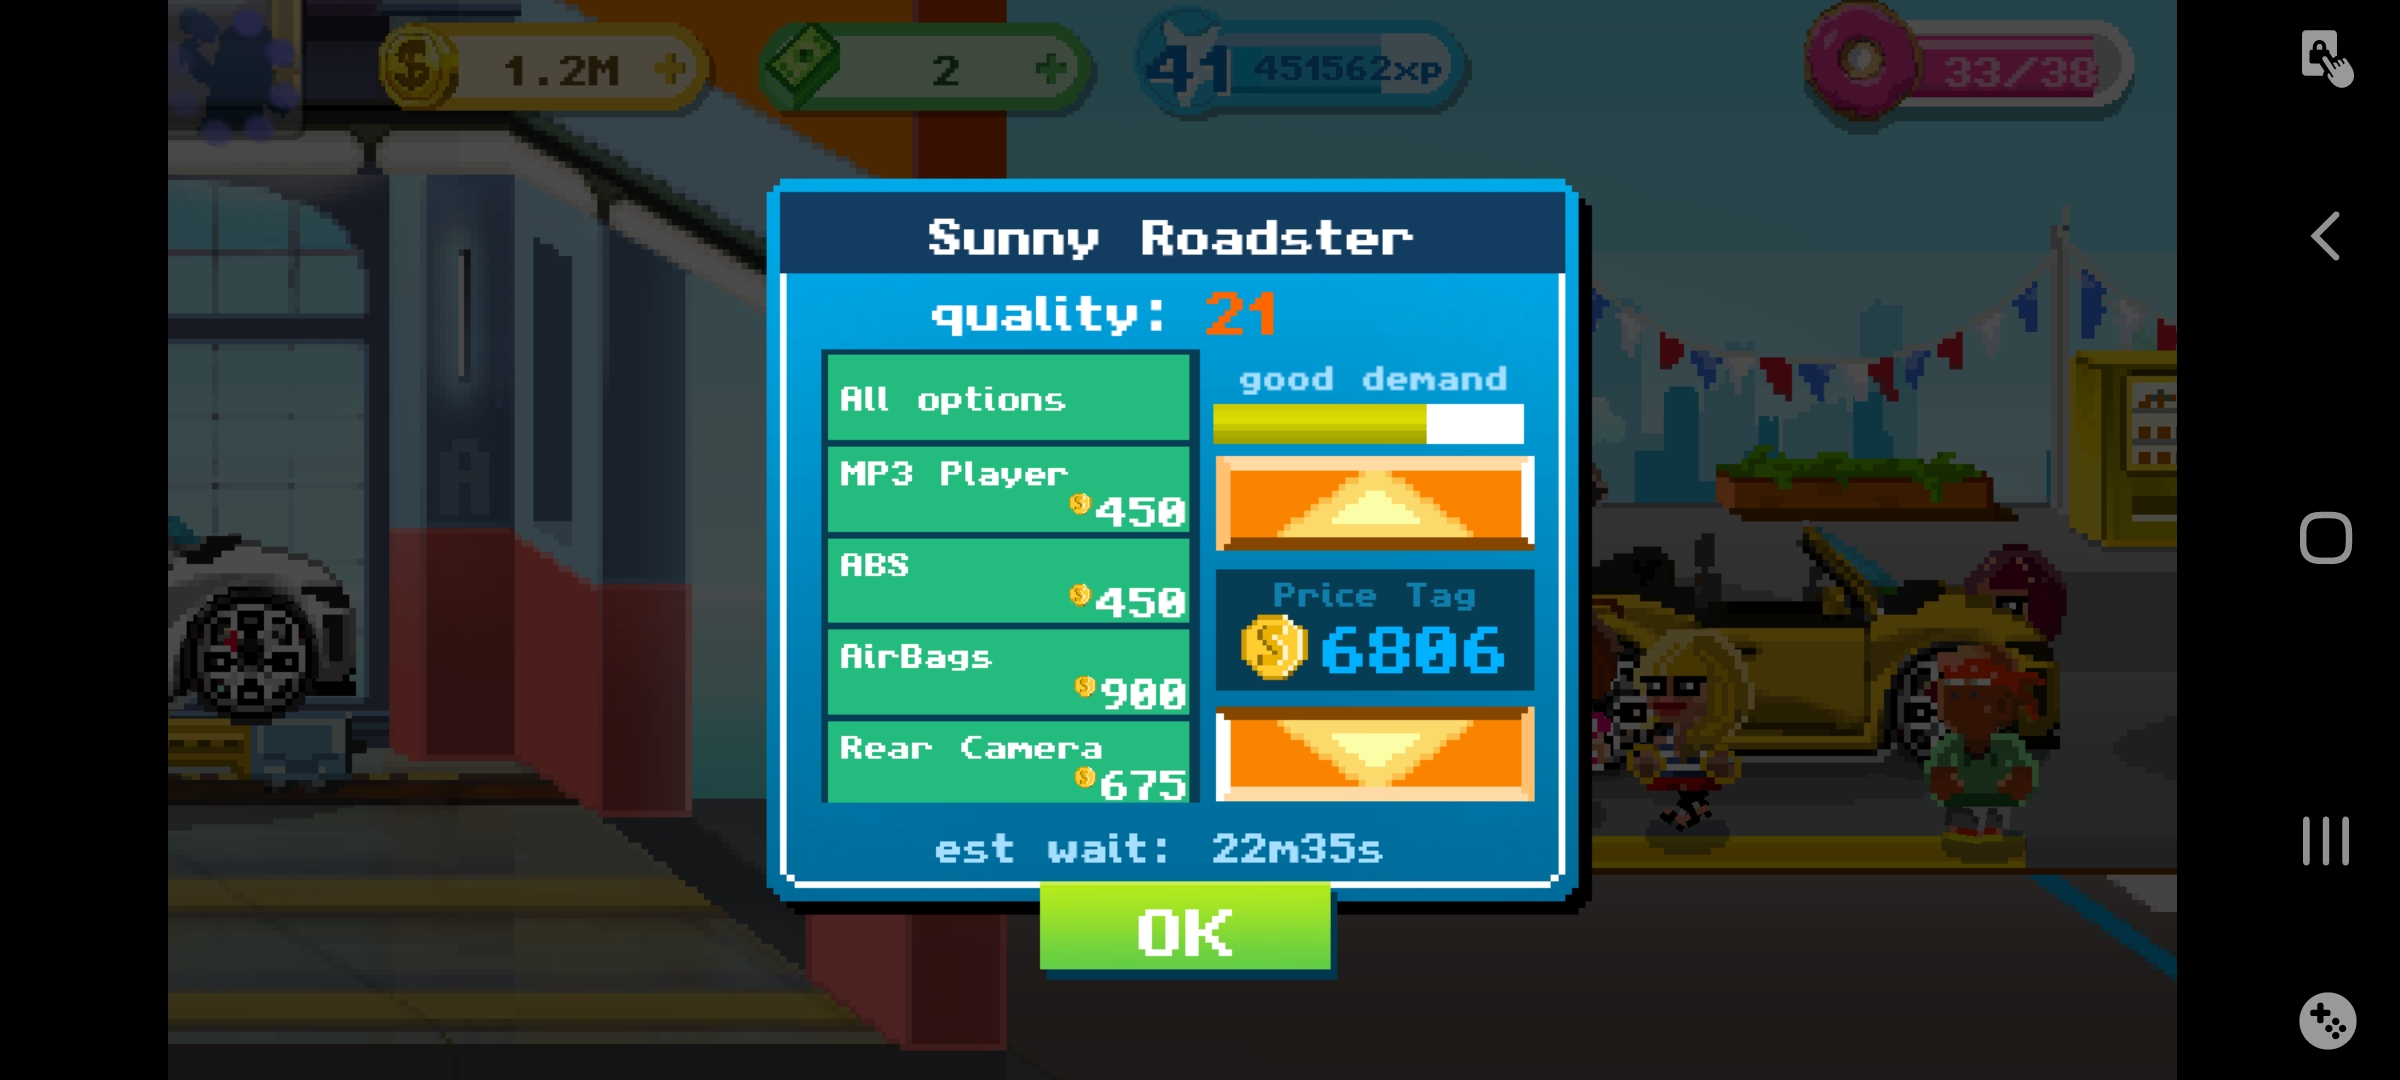 1.2M +
2 +
41 451562xp
33/38
Sunny Roadster
quality: 21
All options
MP3 Player
450
ABS
450
AirBags
900
Rear Camera
675
good demand
Price Tag
6806
est wait: 22m35s
OK
A